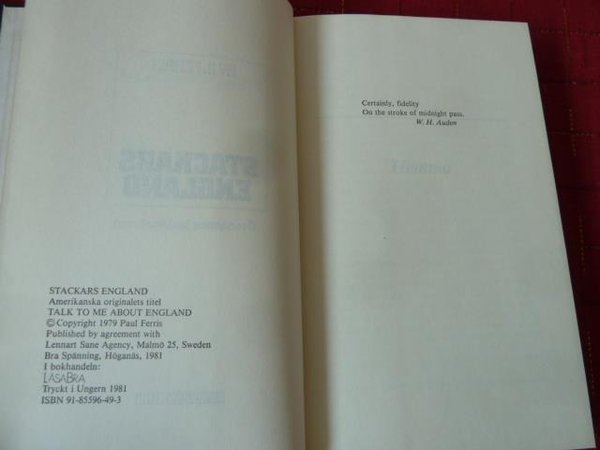 STACKARS ENGLAND
Amerikanska originalets titel
TALK TO ME ABOUT ENGLAND
© Copyright 1979 Paul Ferris
Published by agreement with
Lennart Sane Agency, Malmö 25, Sweden
Bra Spänning, Höganäs, 1981
I bokhandeln:
LÄSABRA
Tryckt i Ungern 1981
ISBN 91-85596-49-3
Certainly, fidelity
On the stroke of midnight pass.
W. H. Auden
STACKARS
ENGLAND